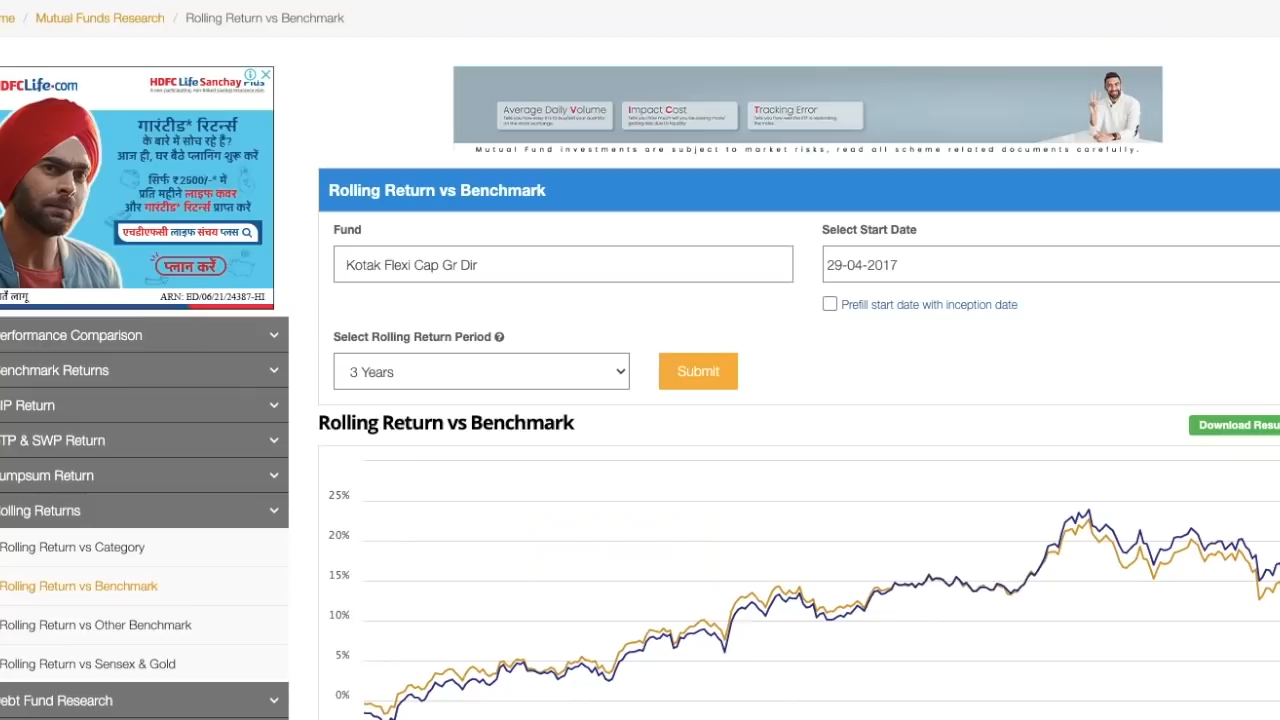 me / Mutual Funds Research / Rolling Return vs Benchmark
DFCLife.com
HDFC Life Sanchay Plus
गारंटीड* रिटर्न्स
के बारे में सोच रहे हैं?
आज ही, घर बैठे प्लानिंग शुरू करें
सिर्फ ₹2500/-* में
प्रति महीने लाइफ कवर
और गारंटीड* रिटर्न्स प्राप्त करें
एचडीएफसी लाइफ संचय प्लस
प्लान करें
र्तें लागू
ARN: ED/06/21/24387-HI
Average Daily Volume
Impact Cost
Tracking Error
Mutual Fund investments are subject to market risks, read all scheme related documents carefully.
Rolling Return vs Benchmark
Fund
Select Start Date
Kotak Flexi Cap Gr Dir
29-04-2017
Prefill start date with inception date
Select Rolling Return Period
3 Years
Submit
Rolling Return vs Benchmark
Download Resu
25%
20%
15%
10%
5%
0%
erformance Comparison
enchmark Returns
IP Return
TP & SWP Return
umpsum Return
olling Returns
Rolling Return vs Category
Rolling Return vs Benchmark
Rolling Return vs Other Benchmark
Rolling Return vs Sensex & Gold
ebt Fund Research